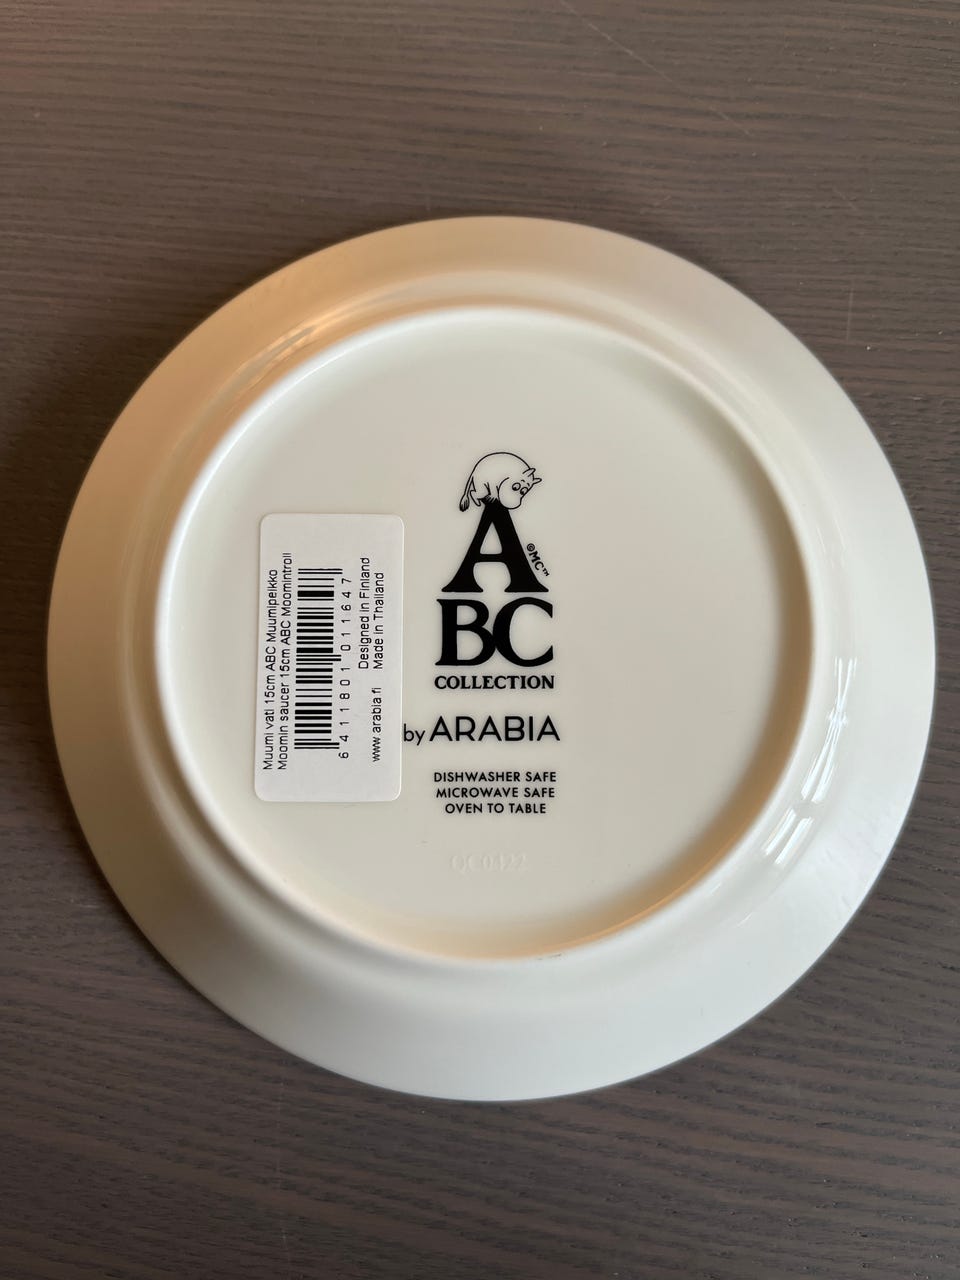 A
©MC™
BC
COLLECTION
by ARABIA
DISHWASHER SAFE
MICROWAVE SAFE
OVEN TO TABLE
QC0422
Muumi vati 15cm ABC Muumipeikko
Moomin saucer 15cm ABC Moomintroll
6 411801 011647
Designed in Finland
www.arabia.fi Made in Thailand